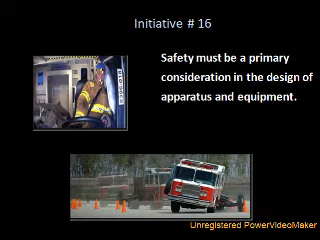 Initiative # 16
Safety must be a primary
consideration in the design of
apparatus and equipment.
Unregistered PowerVideoMaker